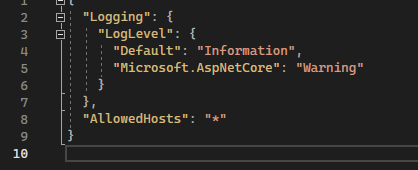 1 {
2 "Logging": {
3 "LogLevel": {
4 "Default": "Information",
5 "Microsoft.AspNetCore": "Warning"
6 }
7 },
8 "AllowedHosts": "*"
9 }
10